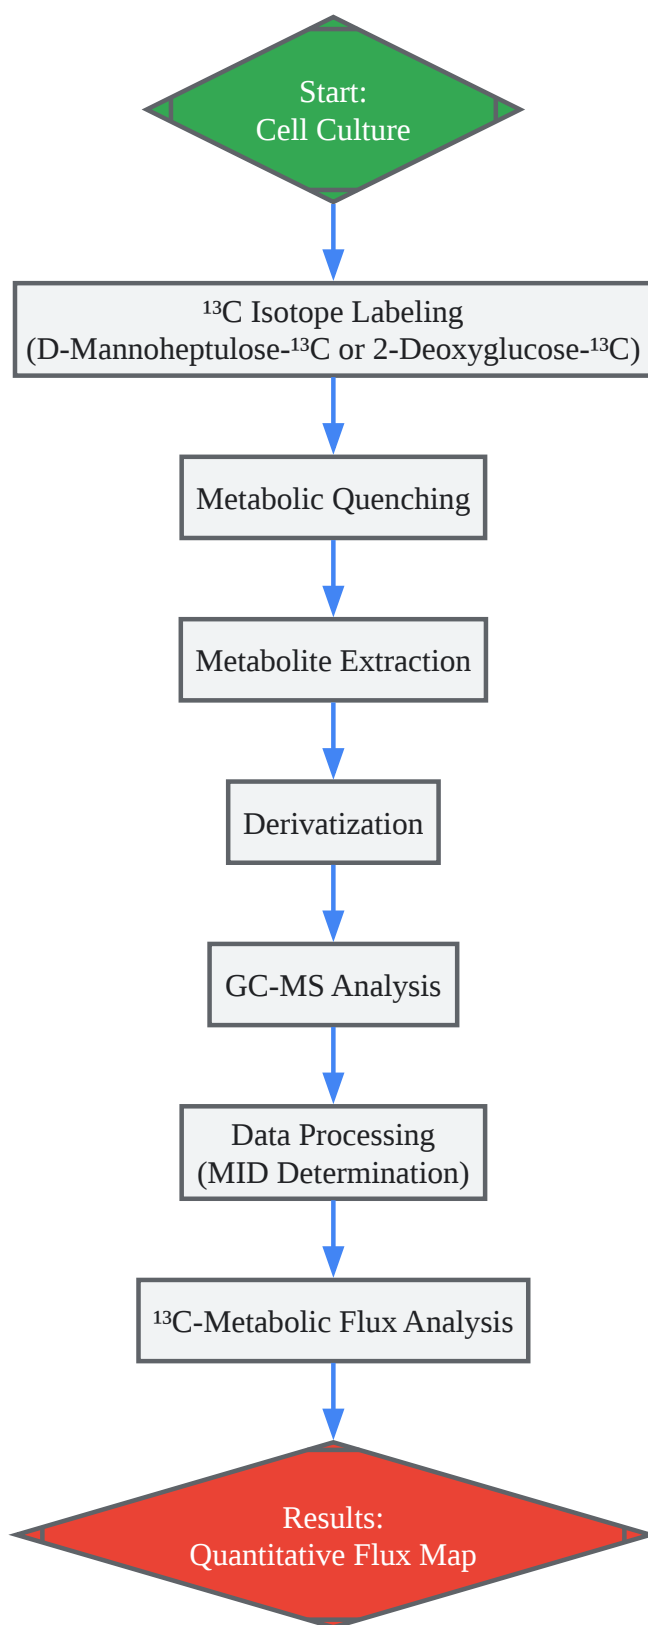 Start:
Cell Culture
¹³C Isotope Labeling
(D-Mannoheptulose-¹³C or 2-Deoxyglucose-¹³C)
Metabolic Quenching
Metabolite Extraction
Derivatization
GC-MS Analysis
Data Processing
(MID Determination)
¹³C-Metabolic Flux Analysis
Results:
Quantitative Flux Map